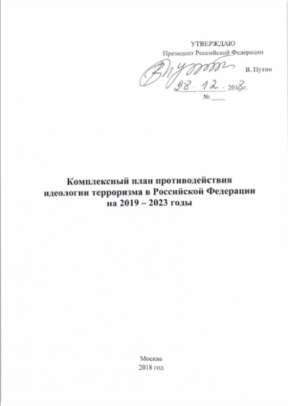 УТВЕРЖДАЮ
Президент Российской Федерации
В. Путин
28. 12. 2018г.
№
Комплексный план противодействия
идеологии терроризма в Российской Федерации
на 2019 – 2023 годы
Москва
2018 год